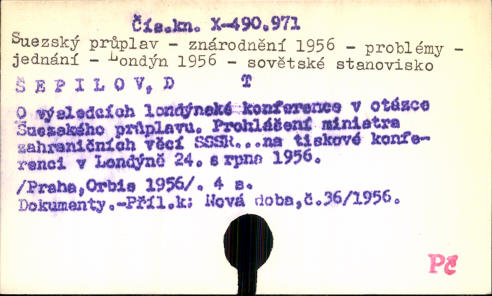 Čís.kn. X-490.971
Suezský průplav - znárodnění 1956 - problémy -
jednání - Londýn 1956 - sovětské stanovisko
ŠEPILOV, D T
O výsledcích londýnské konference v otázce
Suezského průplavu. Prohlášení ministra
zahraničních věcí SSSR...na tiskové konfe-
renci v Londýně 24. srpna 1956.
/Praha,Orbis 1956/. 4 s.
Dokumenty.-Příl.k: Nová doba,č.36/1956.
Pč